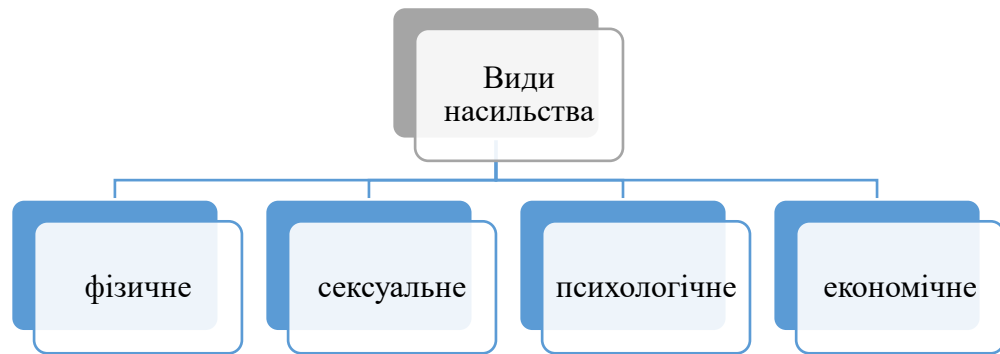 Види
насильства
фізичне
сексуальне
психологічне
економічне